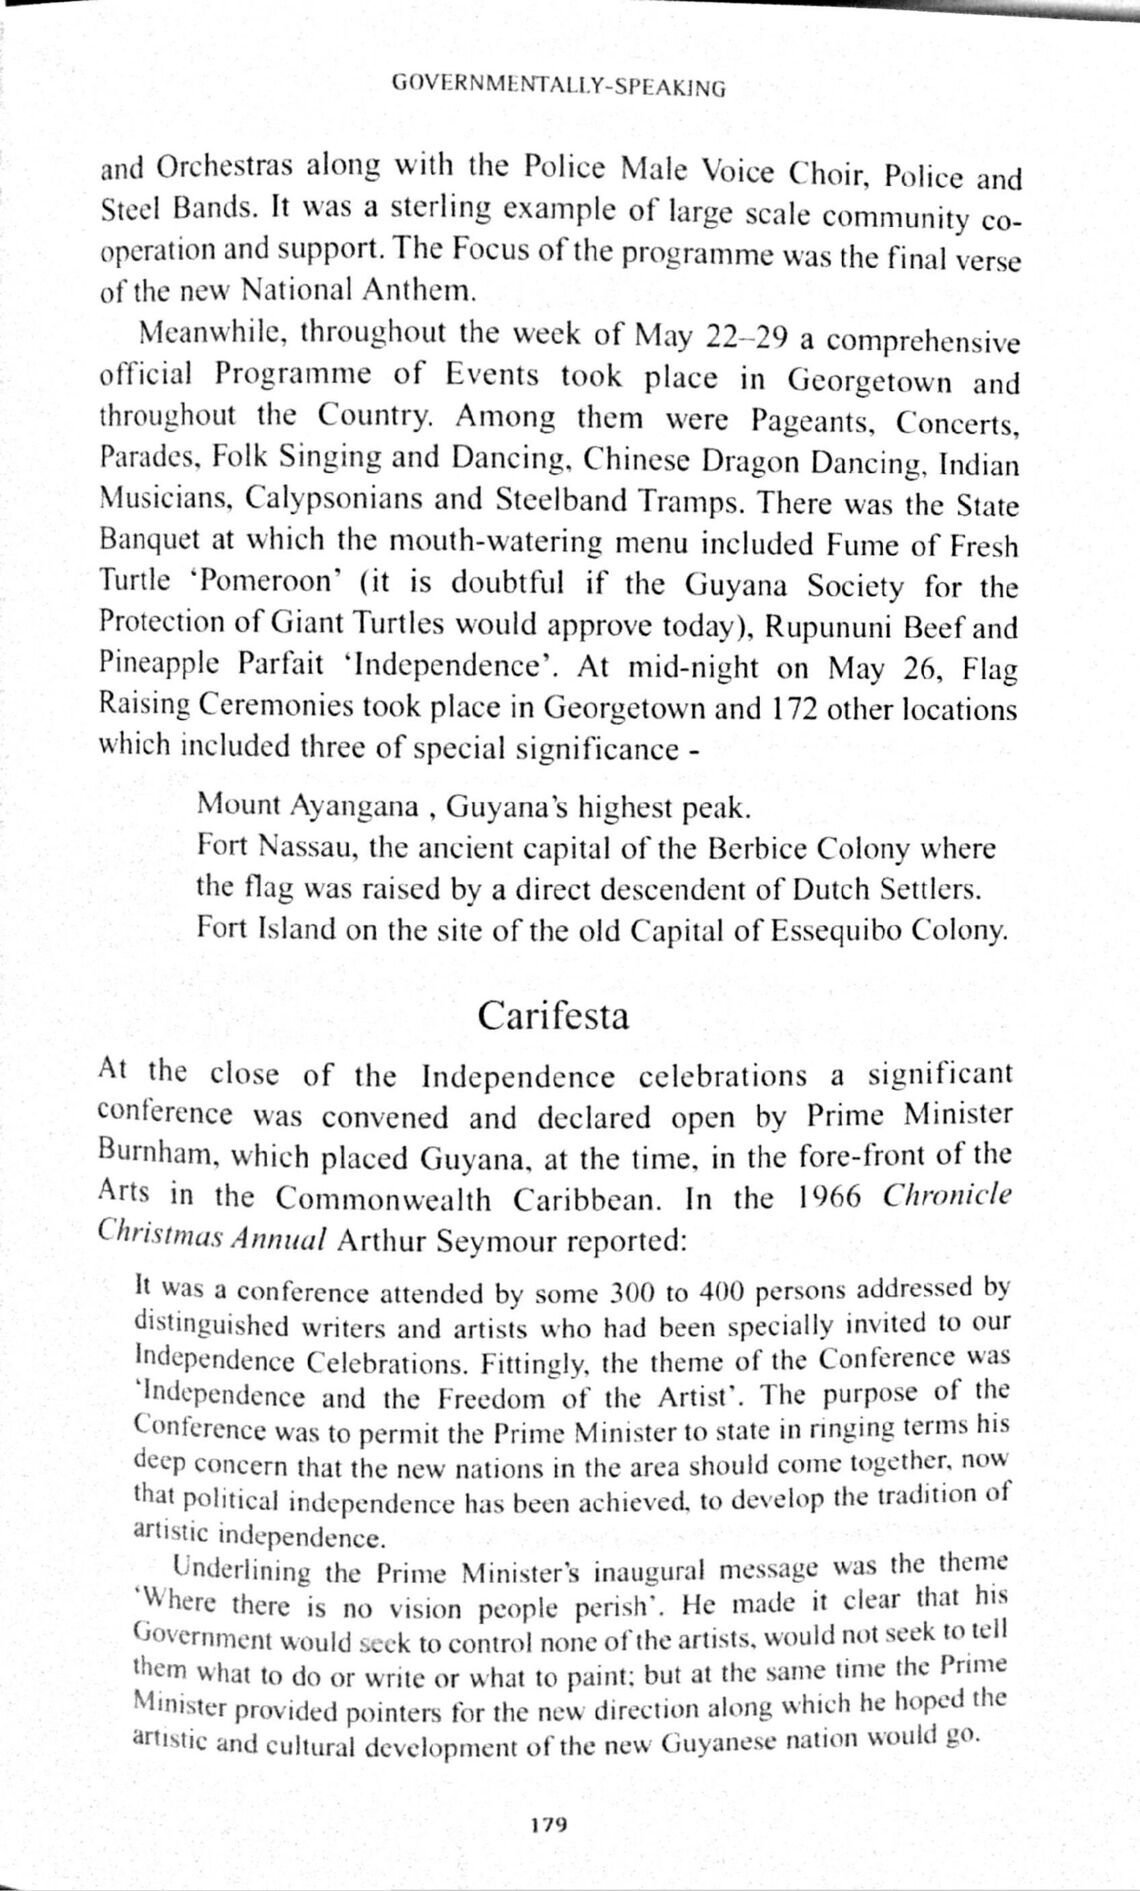 GOVERNMENTALLY-SPEAKING
and Orchestras along with the Police Male Voice Choir, Police and
Steel Bands. It was a sterling example of large scale community co-
operation and support. The Focus of the programme was the final verse
of the new National Anthem.
Meanwhile, throughout the week of May 22–29 a comprehensive
official Programme of Events took place in Georgetown and
throughout the Country. Among them were Pageants, Concerts,
Parades, Folk Singing and Dancing, Chinese Dragon Dancing, Indian
Musicians, Calypsonians and Steelband Tramps. There was the State
Banquet at which the mouth-watering menu included Fume of Fresh
Turtle ‘Pomeroon’ (it is doubtful if the Guyana Society for the
Protection of Giant Turtles would approve today), Rupununi Beef and
Pineapple Parfait ‘Independence’. At mid-night on May 26, Flag
Raising Ceremonies took place in Georgetown and 172 other locations
which included three of special significance -
Mount Ayangana , Guyana’s highest peak.
Fort Nassau, the ancient capital of the Berbice Colony where
the flag was raised by a direct descendent of Dutch Settlers.
Fort Island on the site of the old Capital of Essequibo Colony.
Carifesta
At the close of the Independence celebrations a significant
conference was convened and declared open by Prime Minister
Burnham, which placed Guyana, at the time, in the fore-front of the
Arts in the Commonwealth Caribbean. In the 1966 Chronicle
Christmas Annual Arthur Seymour reported:
It was a conference attended by some 300 to 400 persons addressed by
distinguished writers and artists who had been specially invited to our
Independence Celebrations. Fittingly, the theme of the Conference was
‘Independence and the Freedom of the Artist’. The purpose of the
Conference was to permit the Prime Minister to state in ringing terms his
deep concern that the new nations in the area should come together, now
that political independence has been achieved, to develop the tradition of
artistic independence.
Underlining the Prime Minister’s inaugural message was the theme
‘Where there is no vision people perish’. He made it clear that his
Government would seek to control none of the artists, would not seek to tell
them what to do or write or what to paint; but at the same time the Prime
Minister provided pointers for the new direction along which he hoped the
artistic and cultural development of the new Guyanese nation would go.
179